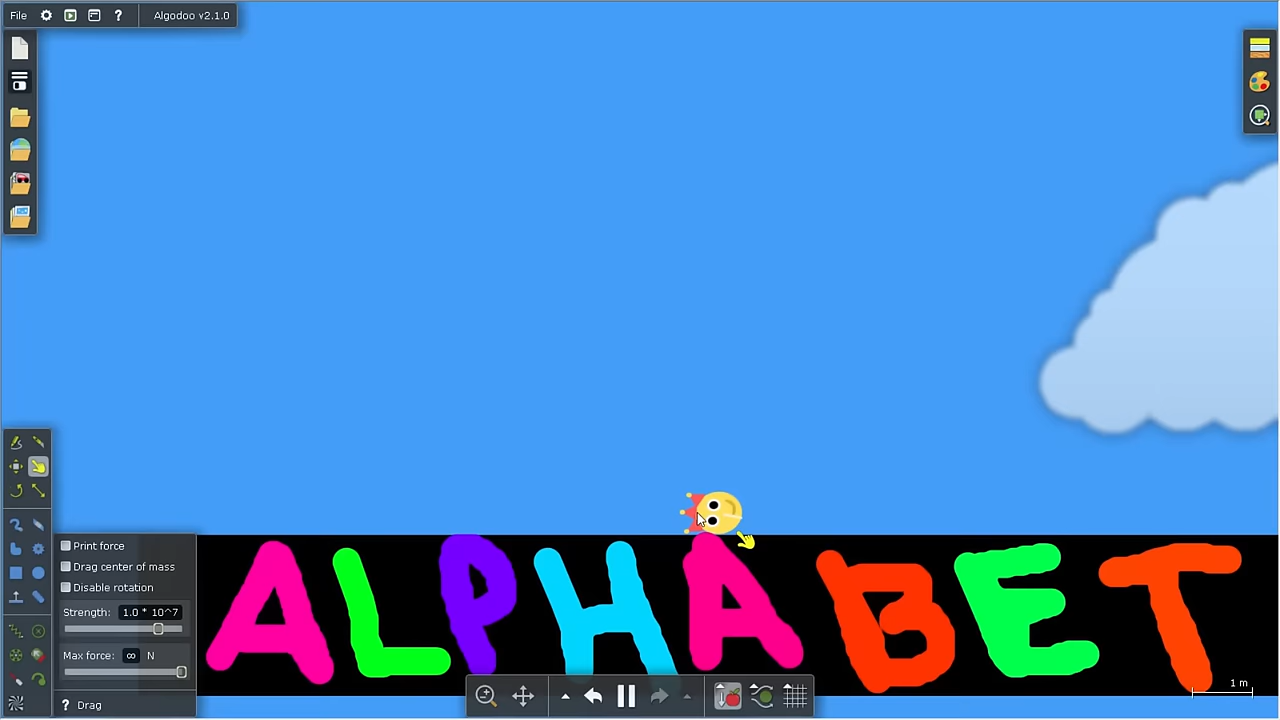 File
Algodoo v2.1.0
Print force
Drag center of mass
Disable rotation
Strength: 1.0 * 10^7
Max force: ∞ N
? Drag
ALPHABET
1 m